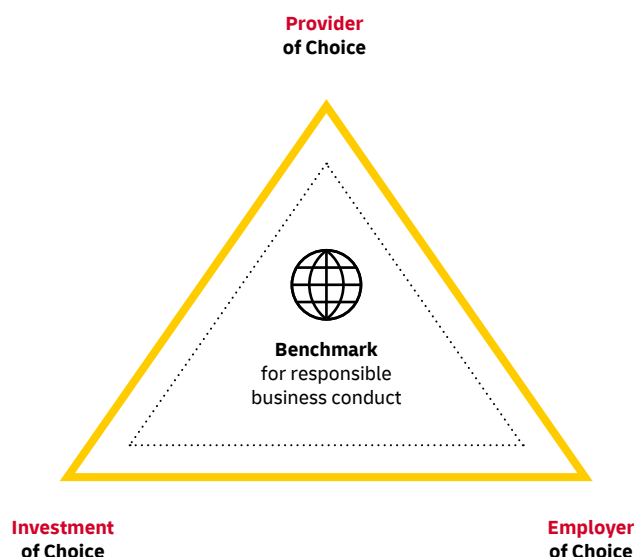 Provider
of Choice
Benchmark
for responsible
business conduct
Investment
of Choice
Employer
of Choice